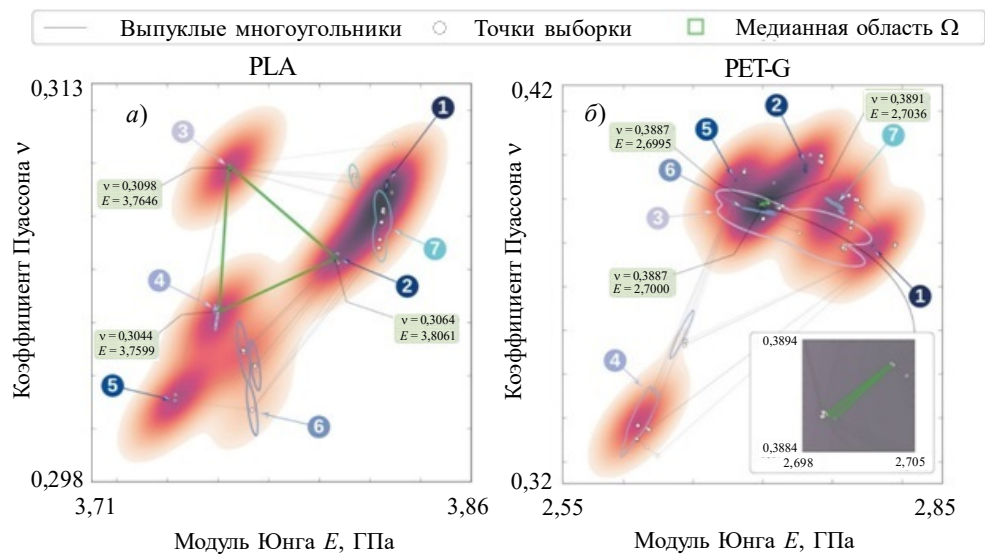 Выпуклые многоугольники Точки выборки Медианная область Ω
PLA
0,313
а)
1
3
ν = 0,3098
E = 3,7646
7
4
2
ν = 0,3044
E = 3,7599
ν = 0,3064
E = 3,8061
5
6
0,298
3,71
3,86
Коэффициент Пуассона ν
Модуль Юнга E, ГПа
PET-G
0,42
б)
2
ν = 0,3891
E = 2,7036
ν = 0,3887
E = 2,6995
5
7
6
3
ν = 0,3887
E = 2,7000
1
4
0,3894
0,3884
2,698
2,705
0,32
2,55
2,85
Коэффициент Пуассона ν
Модуль Юнга E, ГПа